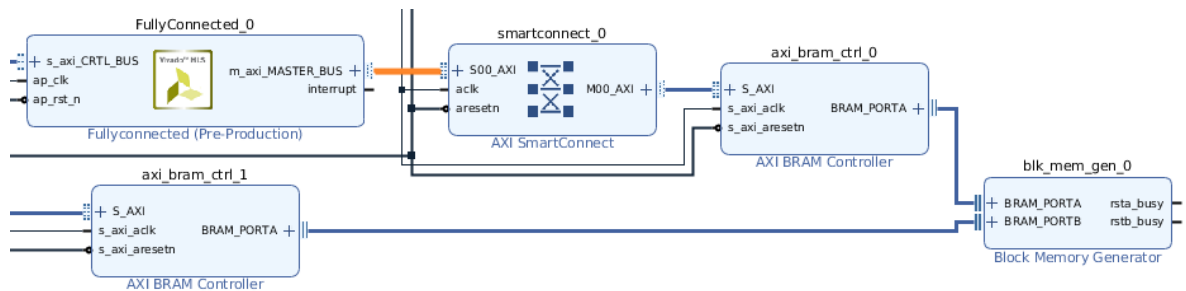 FullyConnected_0
s_axi_CRTL_BUS
ap_clk
ap_rst_n
Vivado™ HLS
m_axi_MASTER_BUS
interrupt
Fullyconnected (Pre-Production)
smartconnect_0
S00_AXI
aclk
aresetn
M00_AXI
AXI SmartConnect
axi_bram_ctrl_0
S_AXI
s_axi_aclk
s_axi_aresetn
BRAM_PORTA
AXI BRAM Controller
axi_bram_ctrl_1
S_AXI
s_axi_aclk
s_axi_aresetn
BRAM_PORTA
AXI BRAM Controller
blk_mem_gen_0
BRAM_PORTA
BRAM_PORTB
rsta_busy
rstb_busy
Block Memory Generator